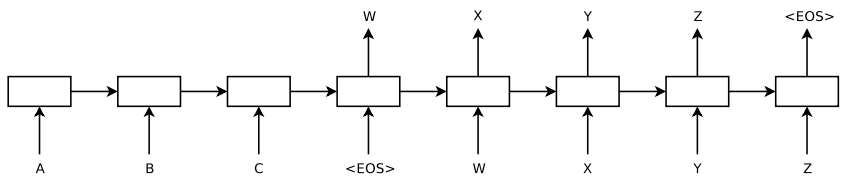 W X Y Z <EOS>
A B C <EOS> W X Y Z